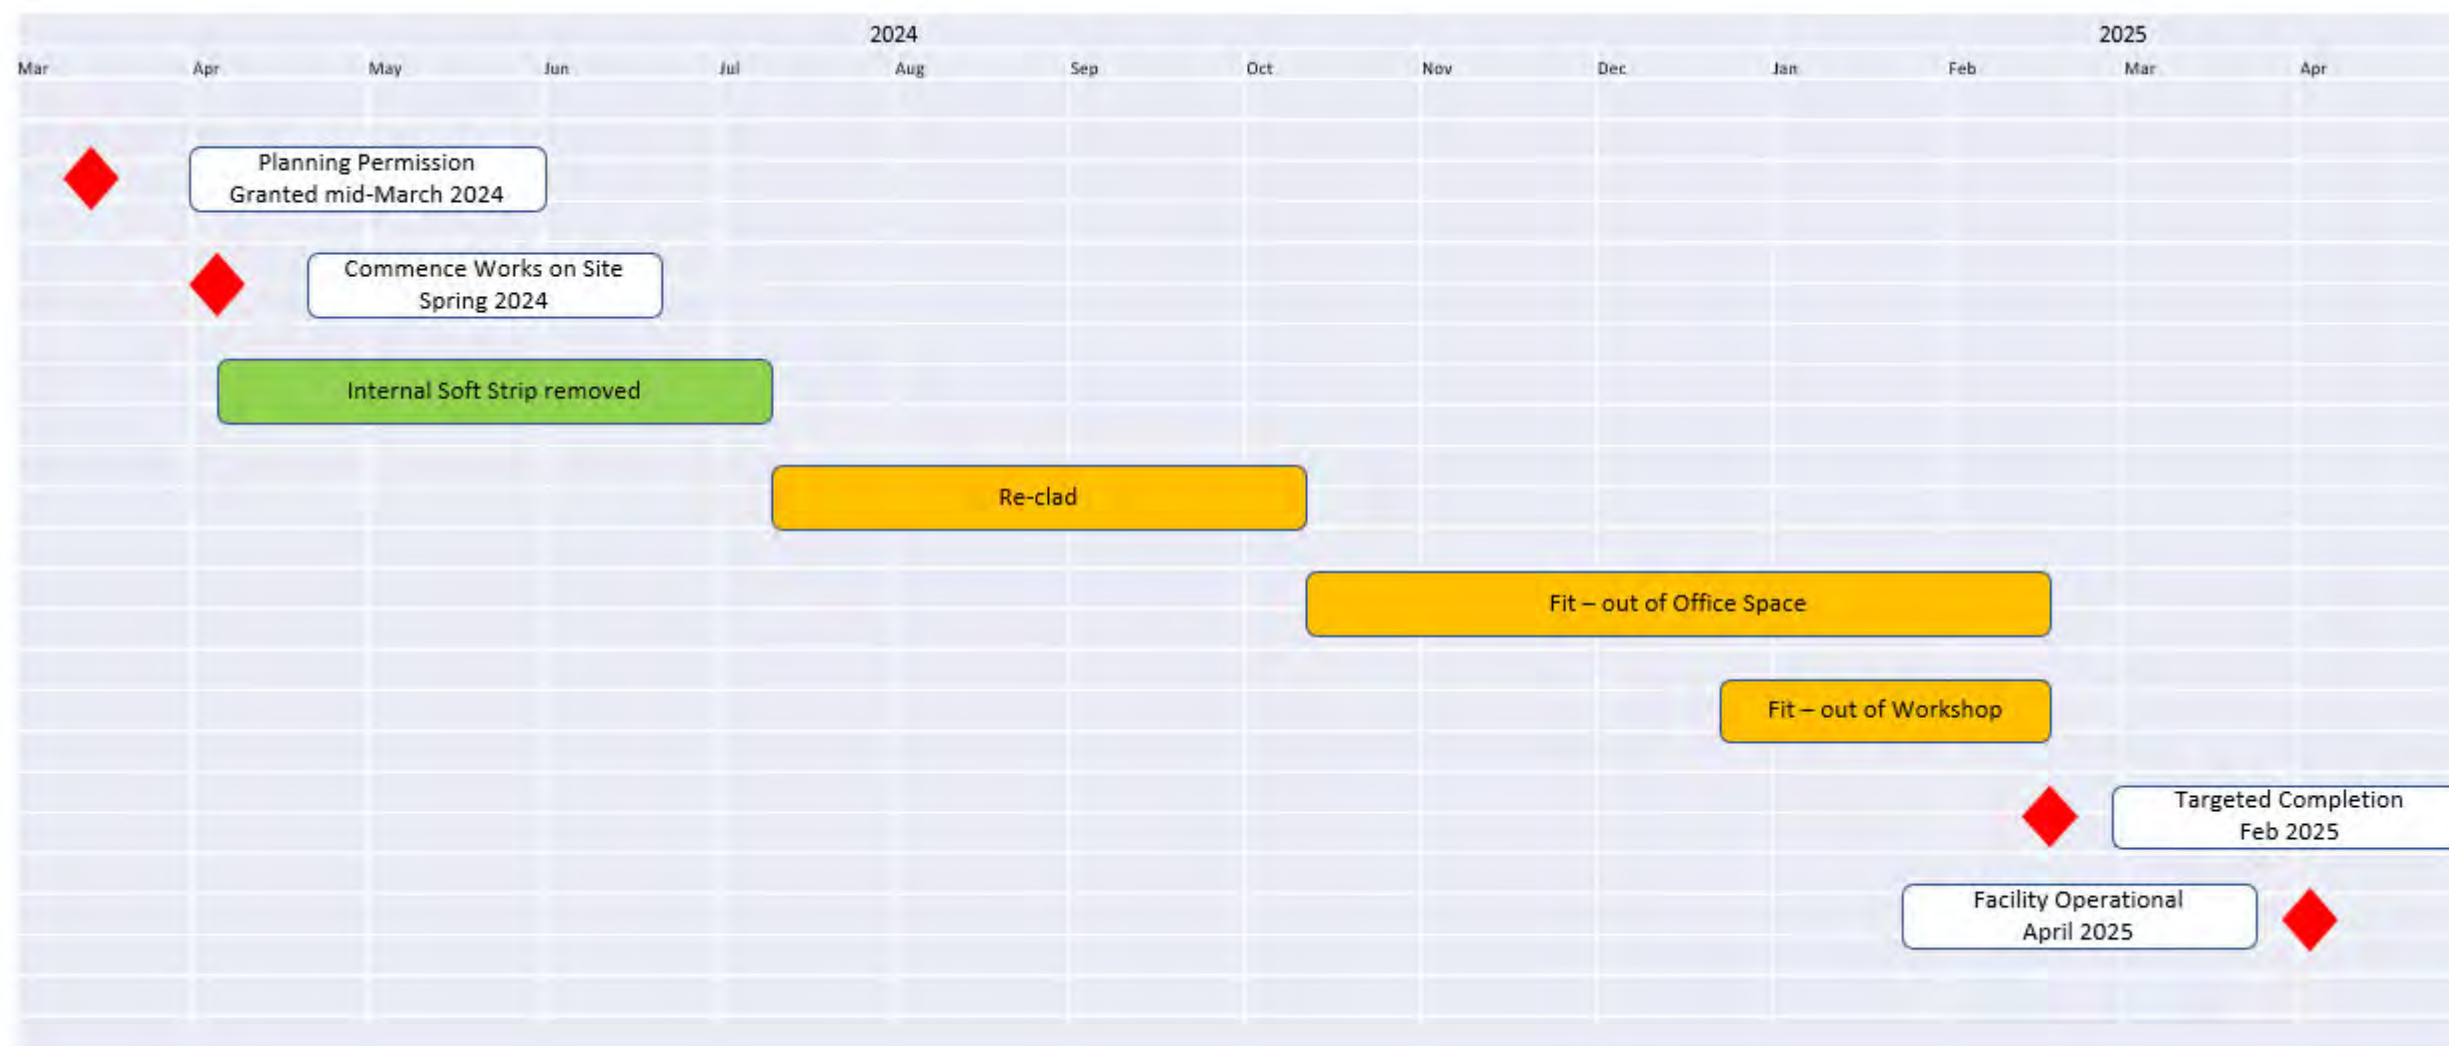 2024 2025
Mar Apr May Jun Jul Aug Sep Oct Nov Dec Jan Feb Mar Apr
Planning Permission
Granted mid-March 2024
Commence Works on Site
Spring 2024
Internal Soft Strip removed
Re-clad
Fit – out of Office Space
Fit – out of Workshop
Targeted Completion
Feb 2025
Facility Operational
April 2025